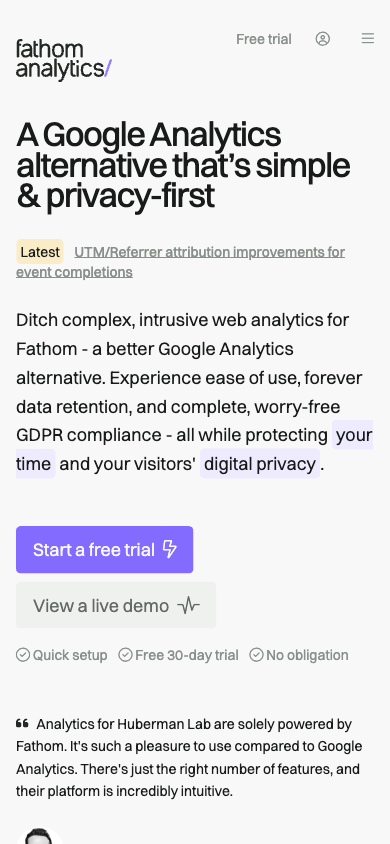 fathom
analytics/
Free trial
A Google Analytics
alternative that's simple
& privacy-first
Latest UTM/Referrer attribution improvements for
event completions
Ditch complex, intrusive web analytics for
Fathom - a better Google Analytics
alternative. Experience ease of use, forever
data retention, and complete, worry-free
GDPR compliance - all while protecting your
time and your visitors' digital privacy.
Start a free trial
View a live demo
Quick setup Free 30-day trial No obligation
“ Analytics for Huberman Lab are solely powered by
Fathom. It's such a pleasure to use compared to Google
Analytics. There's just the right number of features, and
their platform is incredibly intuitive.